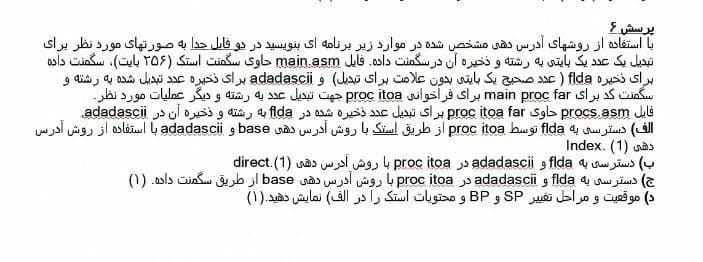 پرسش ۶
با استفاده از روشهای آدرس دهی مشخص شده در موارد زیر برنامه ای بنویسید در دو فایل جدا به صورتهای مورد نظر برای
تبدیل یک عدد یک بایتی به رشته و ذخیره آن درسگمنت داده. فایل main.asm حاوی سگمنت استک (۲۵۶ بایت)، سگمنت داده
برای ذخیره flda ( عدد صحیح یک بایتی بدون علامت برای تبدیل) و adadascii برای ذخیره عدد تبدیل شده به رشته و
سگمنت کد برای main proc far برای فراخوانی proc itoa جهت تبدیل عدد به رشته و دیگر عملیات مورد نظر.
فایل procs.asm حاوی proc itoa far برای تبدیل عدد ذخیره شده در flda به رشته و ذخیره آن در adadascii.
الف) دسترسی به flda توسط proc itoa از طریق استک با روش آدرس دهی base و adadascii با استفاده از روش آدرس
دهی Index. (1)
ب) دسترسی به flda و adadascii در proc itoa با روش آدرس دهی direct.(1)
ج) دسترسی به flda و adadascii در proc itoa با روش آدرس دهی base از طریق سگمنت داده. (۱)
د) موقعیت و مراحل تغییر SP و BP و محتویات استک را در الف) نمایش دهید.(۱)